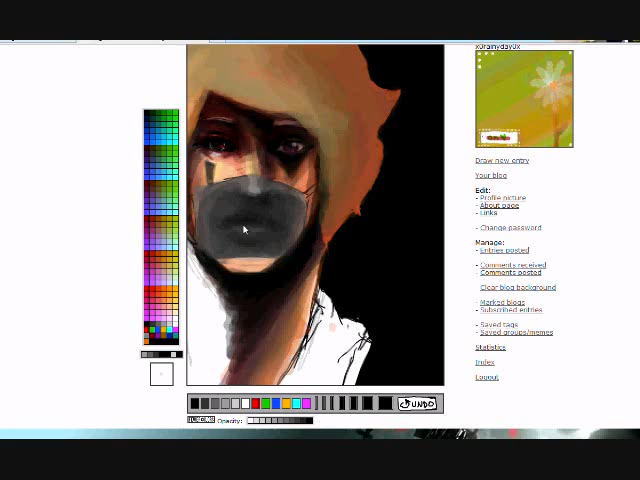 x0rainyday0x
Draw new entry
Your blog
Edit:
- Profile picture
- About page
- Links
- Change password
Manage:
- Entries posted
- Comments received
- Comments posted
Clear blog background
- Marked blogs
- Subscribed entries
- Saved tags
- Saved groups/memes
Statistics
Index
Logout
UNDO
Opacity: